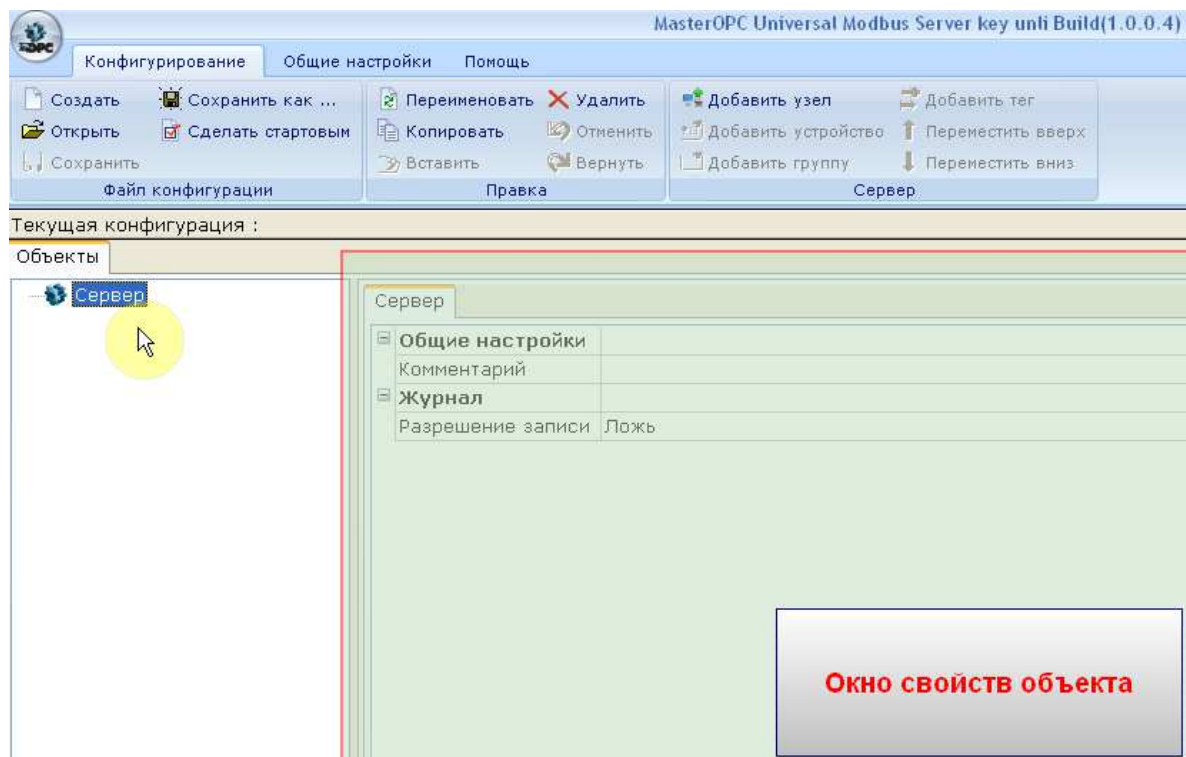 MasterOPC Universal Modbus Server key unli Build(1.0.0.4)
OPC
Конфигурирование Общие настройки Помощь
Создать Сохранить как ... Переименовать Удалить Добавить узел Добавить тег
Открыть Сделать стартовым Копировать Отменить Добавить устройство Переместить вверх
Сохранить Вставить Вернуть Добавить группу Переместить вниз
Файл конфигурации Правка Сервер
Текущая конфигурация :
Объекты
Сервер
Сервер
Общие настройки
Комментарий
Журнал
Разрешение записи Ложь
Окно свойств объекта